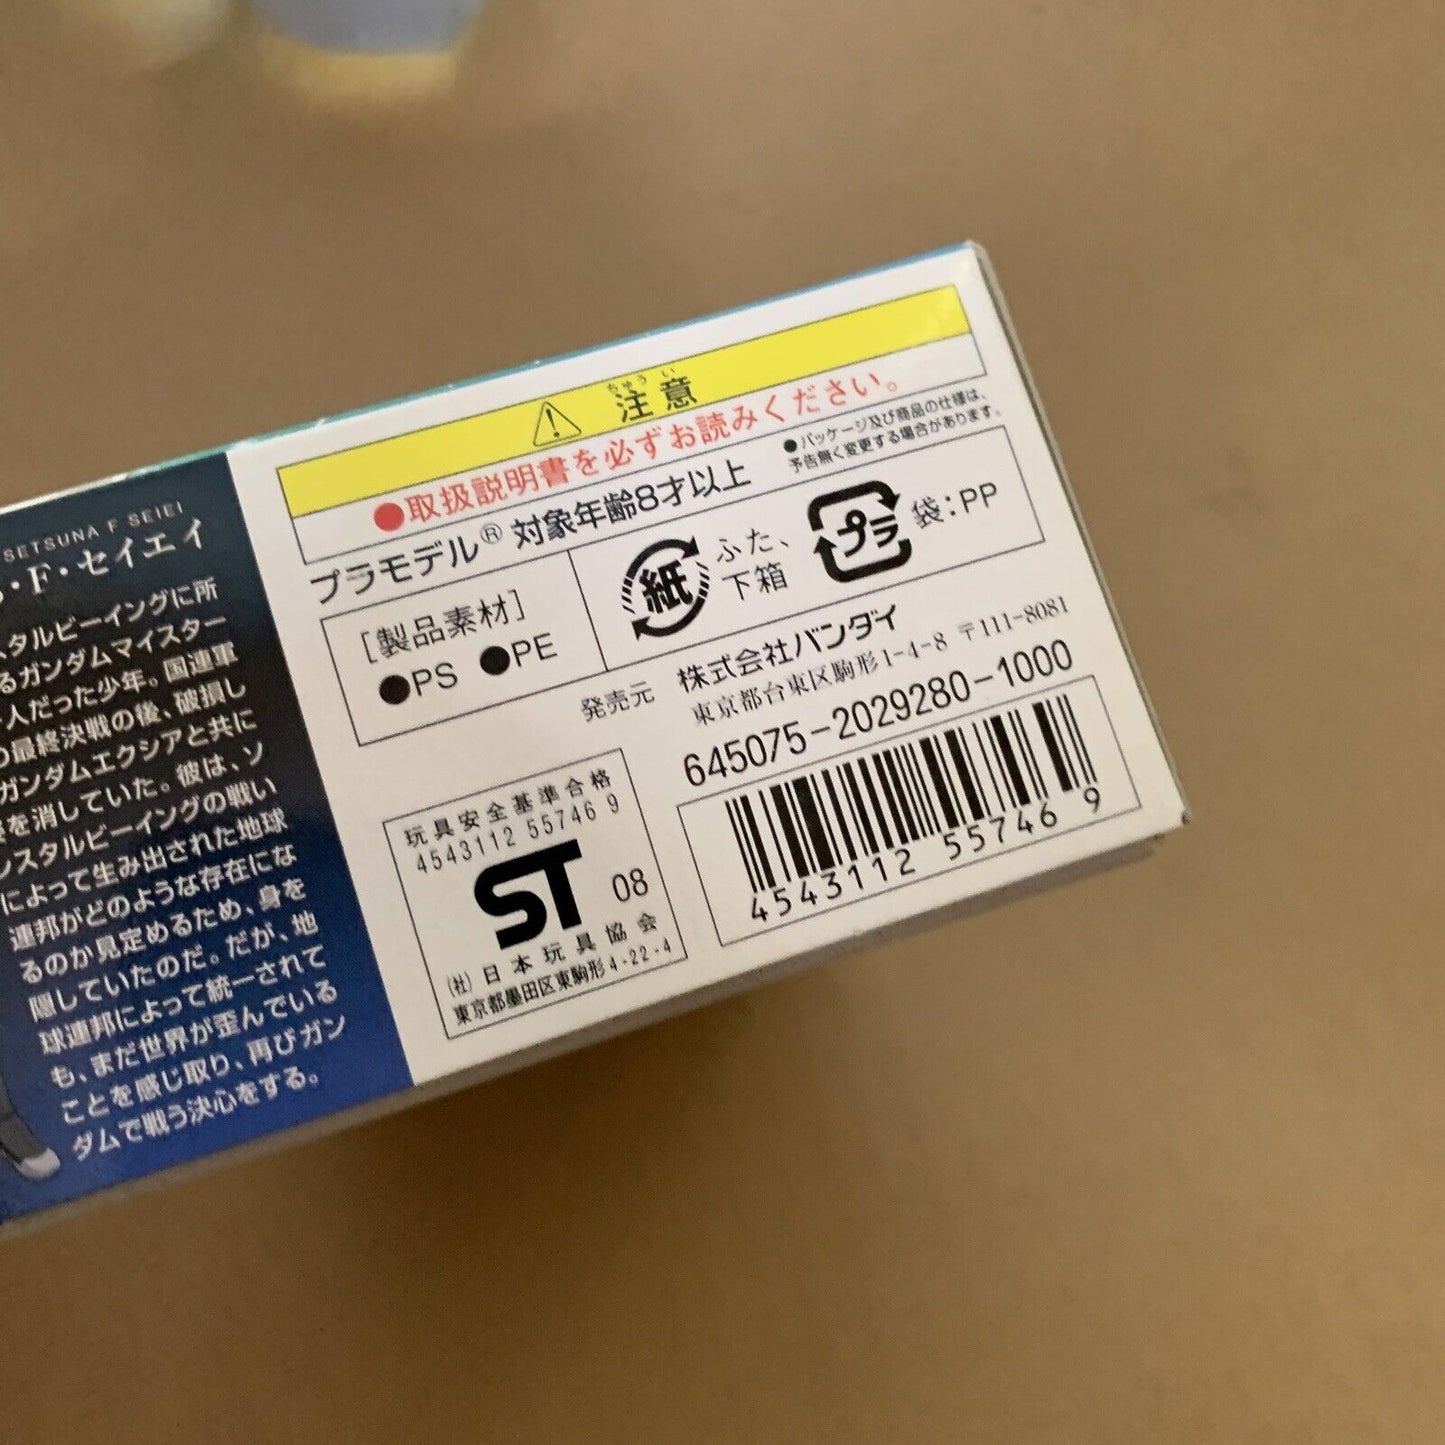 SETSUNA F SEIEI
・F・セイエイ
スタルビーイングに所
るガンダムマイスター
人だった少年。国連軍
の最終決戦の後、破損し
ガンダムエクシアと共に
を消していた。彼は、ソ
レスタルビーイングの戦い
によって生み出された地球
連邦がどのような存在にな
るのか見定めるため、身を
隠していたのだ。だが、地
球連邦によって統一されて
も、まだ世界が歪んでいる
ことを感じ取り、再びガン
ダムで戦う決心をする。
ちゅう い
注意
●取扱説明書を必ずお読みください。
プラモデル® 対象年齢8才以上
●パッケージ及び商品の仕様は、
予告無く変更する場合があります。
[製品素材]
●PS ●PE
紙
ふた、
下箱
プラ
袋:PP
発売元 株式会社バンダイ
東京都台東区駒形1-4-8 〒111-8081
645075-2029280-1000
4543112 557469
玩具安全基準合格
4543112 55746 9
ST 08
(社)日本玩具協会
東京都墨田区東駒形4-22-4